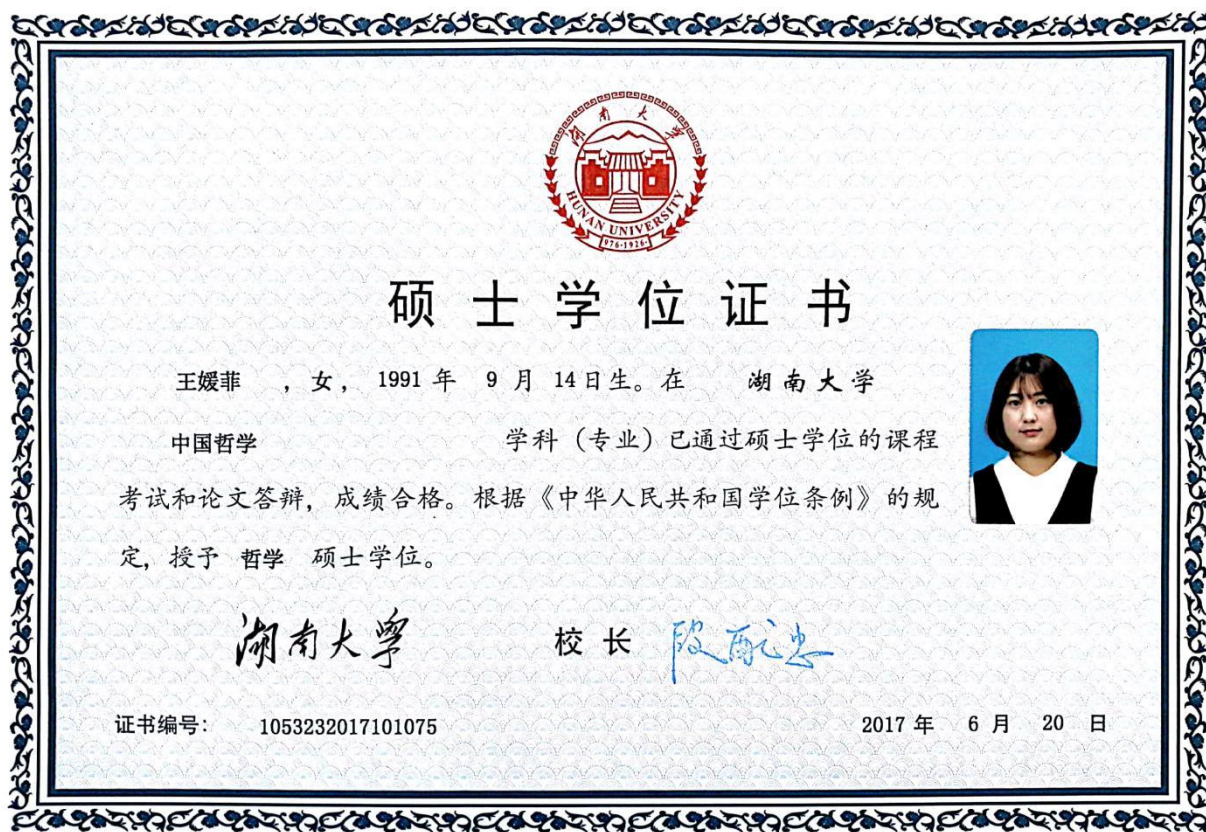 湖南大学
HUNAN UNIVERSITY
976-1926
硕士学位证书
王媛菲 ，女， 1991 年 9 月 14日生。在 湖南大学
中国哲学 学科（专业）已通过硕士学位的课程
考试和论文答辩，成绩合格。根据《中华人民共和国学位条例》的规
定，授予 哲学 硕士学位。
湖南大學 校长
证书编号： 1053232017101075 2017 年 6 月 20 日